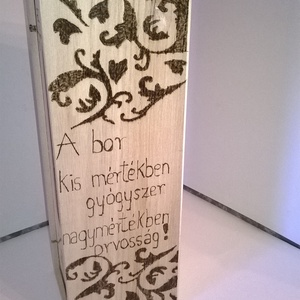 A bor
kis mértékben
gyógyszer
nagymértékben
orvosság!